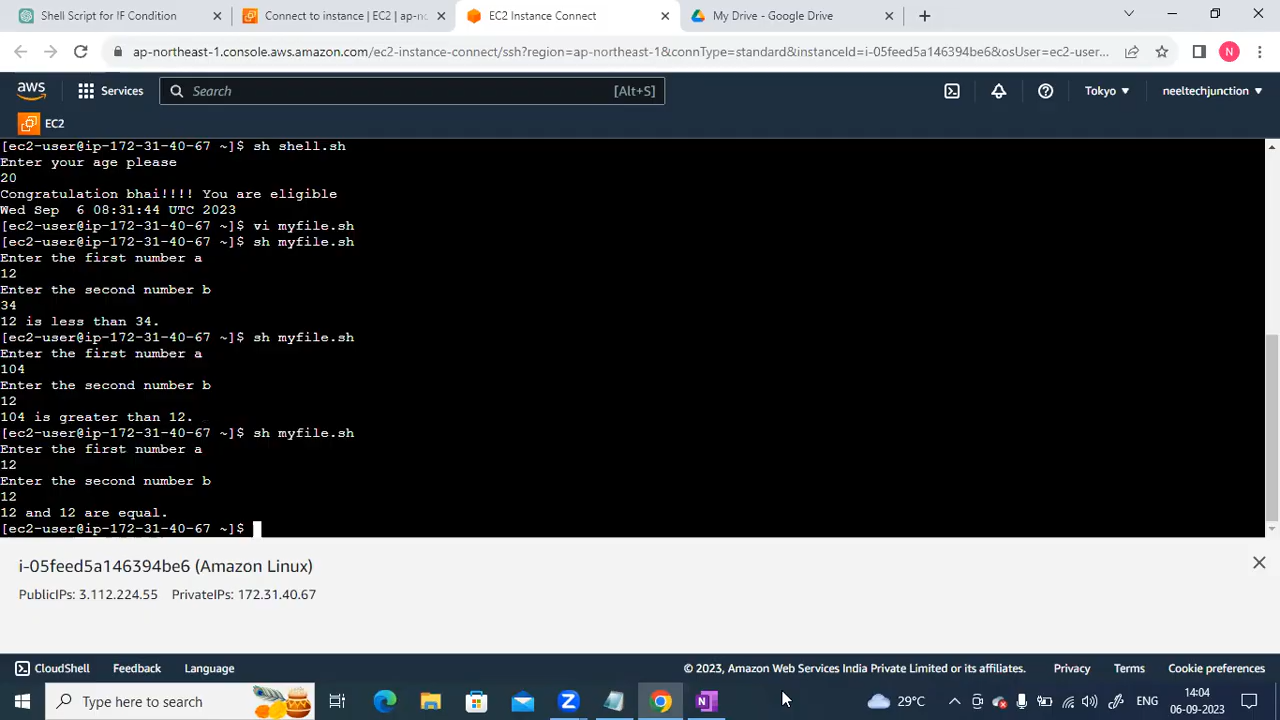 Shell Script for IF Condition
Connect to instance | EC2 | ap-n
EC2 Instance Connect
My Drive - Google Drive
ap-northeast-1.console.aws.amazon.com/ec2-instance-connect/ssh?region=ap-northeast-1&connType=standard&instanceId=i-05feed5a146394be6&osUser=ec2-user...
N
aws
Services
Search
[Alt+S]
Tokyo
neeltechjunction
EC2
[ec2-user@ip-172-31-40-67 ~]$ sh shell.sh
Enter your age please
20
Congratulation bhai!!!! You are eligible
Wed Sep  6 08:31:44 UTC 2023
[ec2-user@ip-172-31-40-67 ~]$ vi myfile.sh
[ec2-user@ip-172-31-40-67 ~]$ sh myfile.sh
Enter the first number a
12
Enter the second number b
34
12 is less than 34.
[ec2-user@ip-172-31-40-67 ~]$ sh myfile.sh
Enter the first number a
104
Enter the second number b
12
104 is greater than 12.
[ec2-user@ip-172-31-40-67 ~]$ sh myfile.sh
Enter the first number a
12
Enter the second number b
12
12 and 12 are equal.
[ec2-user@ip-172-31-40-67 ~]$
i-05feed5a146394be6 (Amazon Linux)
PublicIPs: 3.112.224.55 PrivateIPs: 172.31.40.67
CloudShell
Feedback
Language
© 2023, Amazon Web Services India Private Limited or its affiliates.
Privacy
Terms
Cookie preferences
Type here to search
29°C
ENG
14:04
06-09-2023